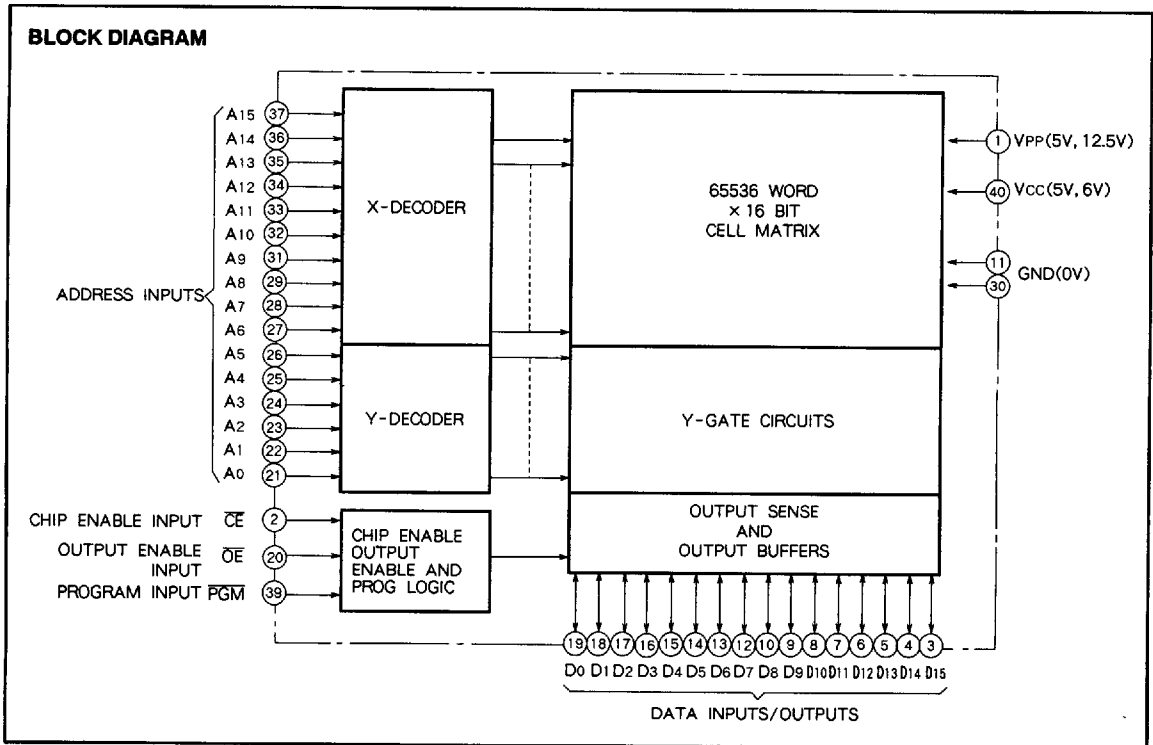 BLOCK DIAGRAM
ADDRESS INPUTS
A15 37
A14 36
A13 35
A12 34
A11 33
A10 32
A9 31
A8 29
A7 28
A6 27
A5 26
A4 25
A3 24
A2 23
A1 22
A0 21
CHIP ENABLE INPUT CE 2
OUTPUT ENABLE INPUT OE 20
PROGRAM INPUT PGM 39
X-DECODER
Y-DECODER
CHIP ENABLE
OUTPUT
ENABLE AND
PROG LOGIC
65536 WORD
× 16 BIT
CELL MATRIX
Y-GATE CIRCUITS
OUTPUT SENSE
AND
OUTPUT BUFFERS
1 VPP(5V, 12.5V)
40 VCC(5V, 6V)
11
30
GND(0V)
19 18 17 16 15 14 13 12 10 9 8 7 6 5 4 3
D0 D1 D2 D3 D4 D5 D6 D7 D8 D9 D10 D11 D12 D13 D14 D15
DATA INPUTS/OUTPUTS